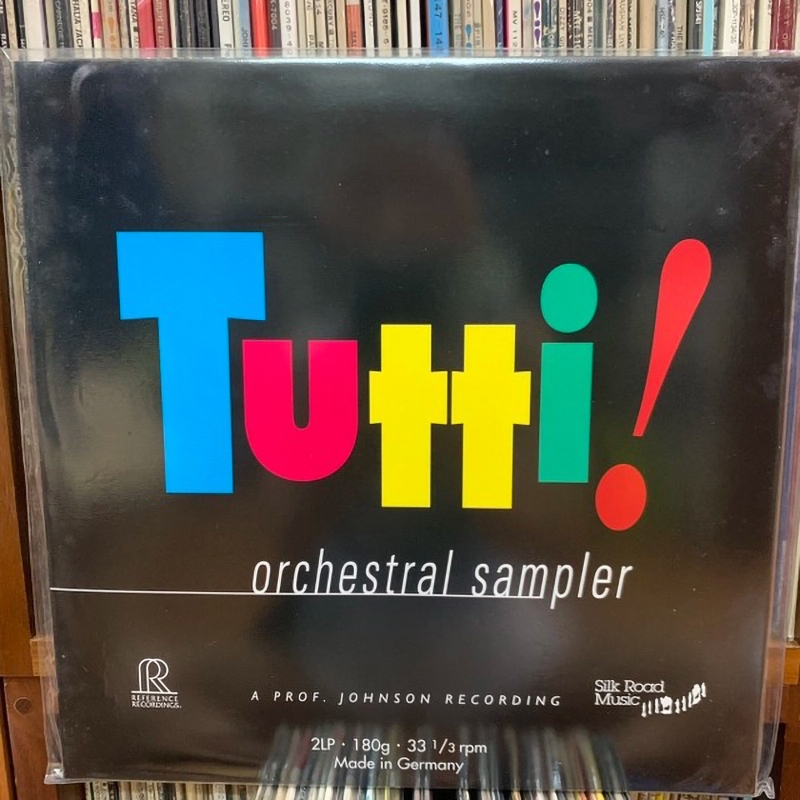 Tutti!
orchestral sampler
REFERENCE
RECORDINGS.
A PROF. JOHNSON RECORDING
Silk Road
Music
2LP · 180g · 33 1/3 rpm
Made in Germany